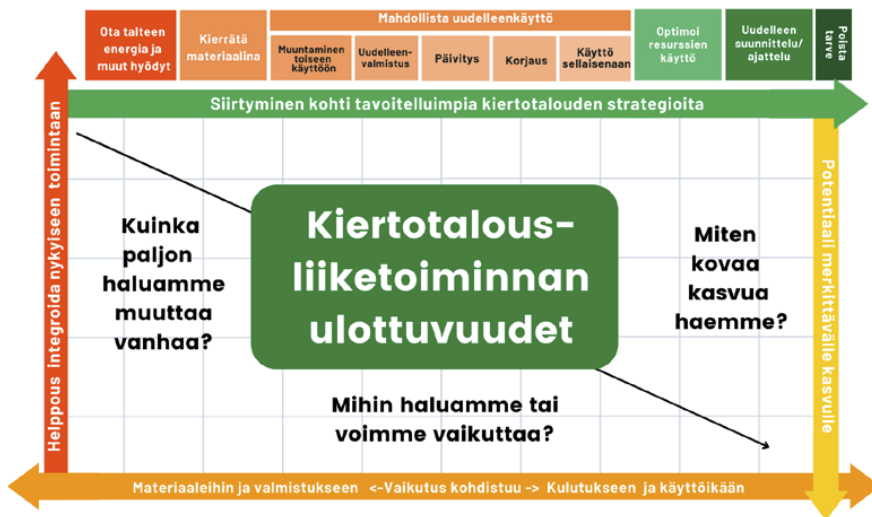 Ota talteen
energia ja
muut hyödyt
Kierrätä
materiaalina
Mahdollista uudelleenkäyttö
Muuntaminen
toiseen
käyttöön
Uudelleen-
valmistus
Päivitys
Korjaus
Käyttö
sellaisenaan
Optimoi
resurssien
käyttö
Uudelleen
suunnittelu/
ajattelu
Poista
tarve
Siirtyminen kohti tavoitelluimpia kiertotalouden strategioita
Helppous integroida nykyiseen toimintaan
Kuinka
paljon
haluamme
muuttaa
vanhaa?
Kiertotalous-
liiketoiminnan
ulottuvuudet
Miten
kovaa
kasvua
haemme?
Potentiaali merkittävälle kasvulle
Mihin haluamme tai
voimme vaikuttaa?
Materiaaleihin ja valmistukseen <-Vaikutus kohdistuu -> Kulutukseen ja käyttöikään